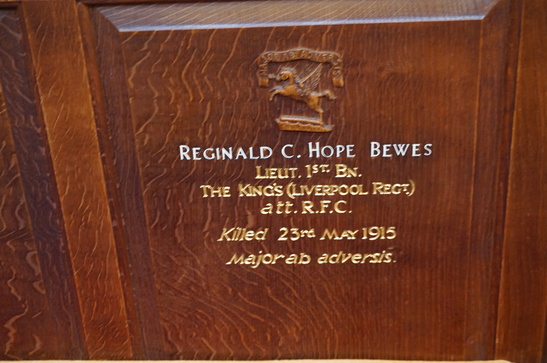 REGINALD C. HOPE BEWES
LIEUT. 1ST. BN.
THE KING'S (LIVERPOOL REGT.)
att. R.F.C.
Killed 23rd MAY 1915
Major ab adversis.